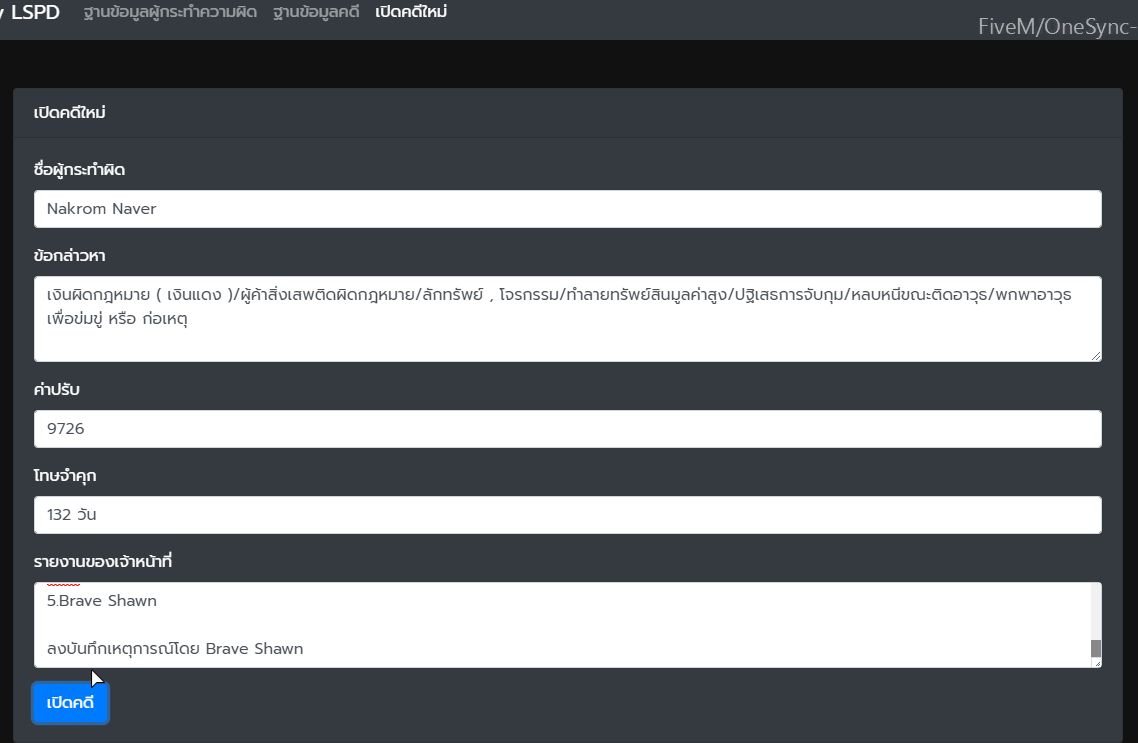 LSPD ฐานข้อมูลผู้กระทำความผิด ฐานข้อมูลคดี เปิดคดีใหม่
FiveM/OneSync-
เปิดคดีใหม่
ชื่อผู้กระทำผิด
Nakrom Naver
ข้อกล่าวหา
เงินผิดกฎหมาย ( เงินแดง )/ผู้ค้าสิ่งเสพติดผิดกฎหมาย/ลักทรัพย์ , โจรกรรม/ทำลายทรัพย์สินมูลค่าสูง/ปฐิเสธการจับกุม/หลบหนีขณะติดอาวุธ/พกพาอาวุธ
เพื่อข่มขู่ หรือ ก่อเหตุ
ค่าปรับ
9726
โทษจำคุก
132 วัน
รายงานของเจ้าหน้าที่
5.Brave Shawn
ลงบันทึกเหตุการณ์โดย Brave Shawn
เปิดคดี